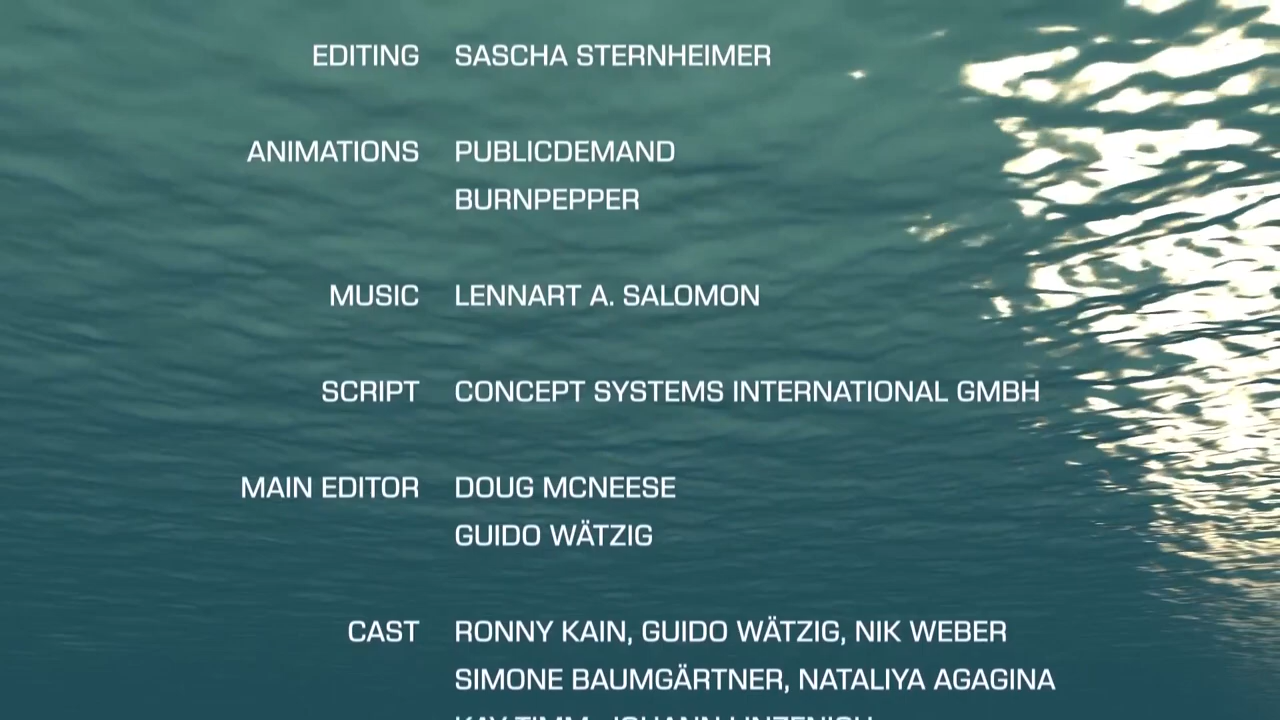 EDITING SASCHA STERNHEIMER
ANIMATIONS PUBLICDEMAND
BURNPEPPER
MUSIC LENNART A. SALOMON
SCRIPT CONCEPT SYSTEMS INTERNATIONAL GMBH
MAIN EDITOR DOUG MCNEESE
GUIDO WÄTZIG
CAST RONNY KAIN, GUIDO WÄTZIG, NIK WEBER
SIMONE BAUMGÄRTNER, NATALIYA AGAGINA